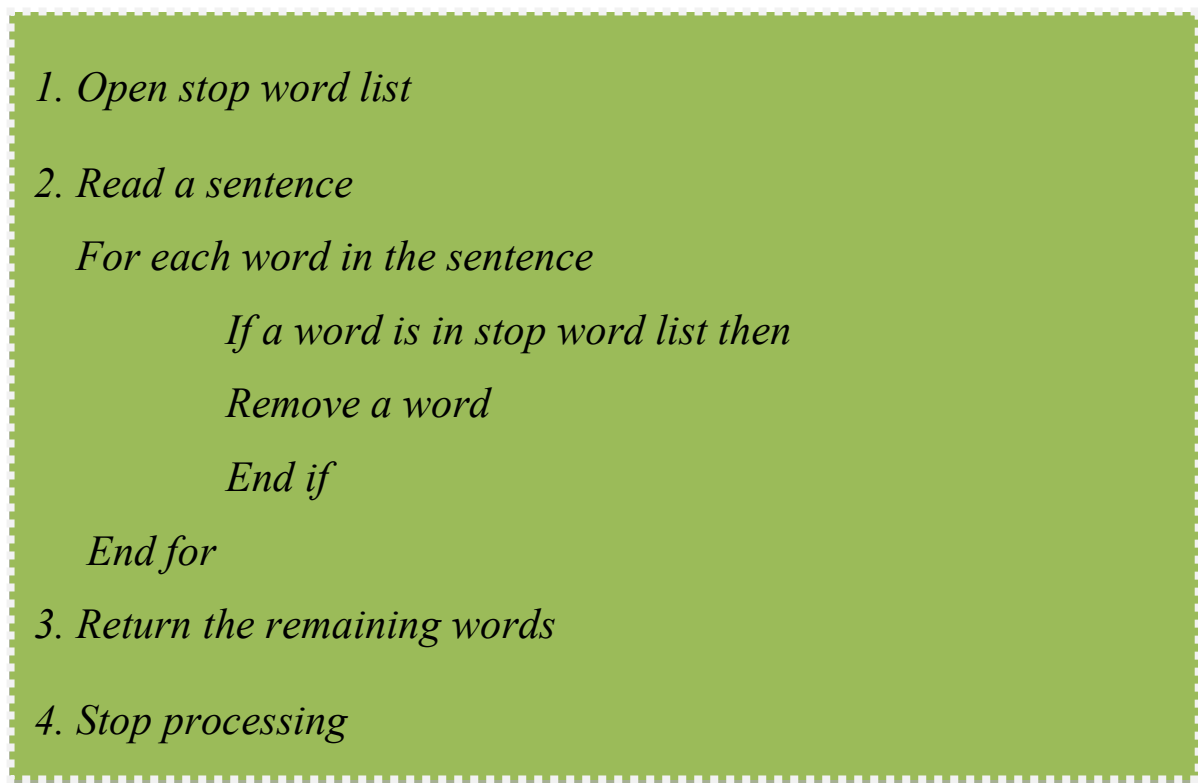 1. Open stop word list
2. Read a sentence
For each word in the sentence
If a word is in stop word list then
Remove a word
End if
End for
3. Return the remaining words
4. Stop processing